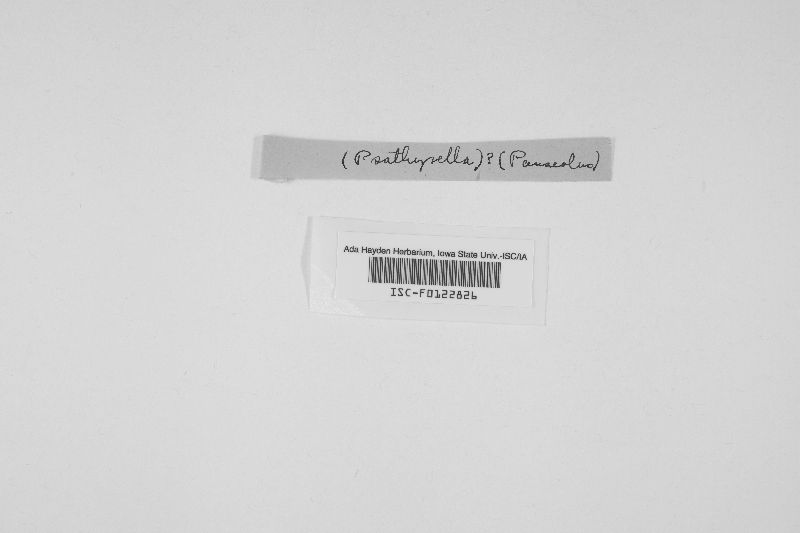 (Psathyrella)? (Panaeolus)
Ada Hayden Herbarium, Iowa State Univ.-ISC/IA
ISC-F0122826